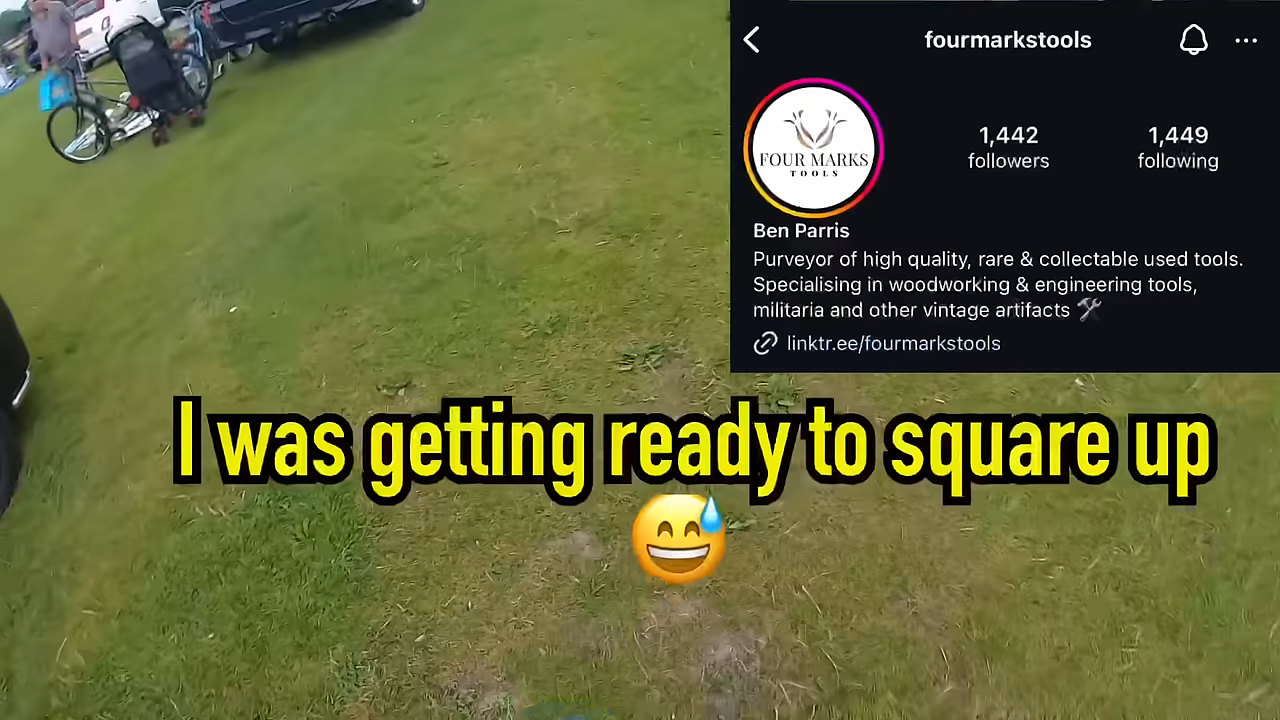 fourmarkstools
1,442
followers
1,449
following
FOUR MARKS
TOOLS
Ben Parris
Purveyor of high quality, rare & collectable used tools.
Specialising in woodworking & engineering tools,
militaria and other vintage artifacts 🛠️
linktr.ee/fourmarkstools
I was getting ready to square up
😅